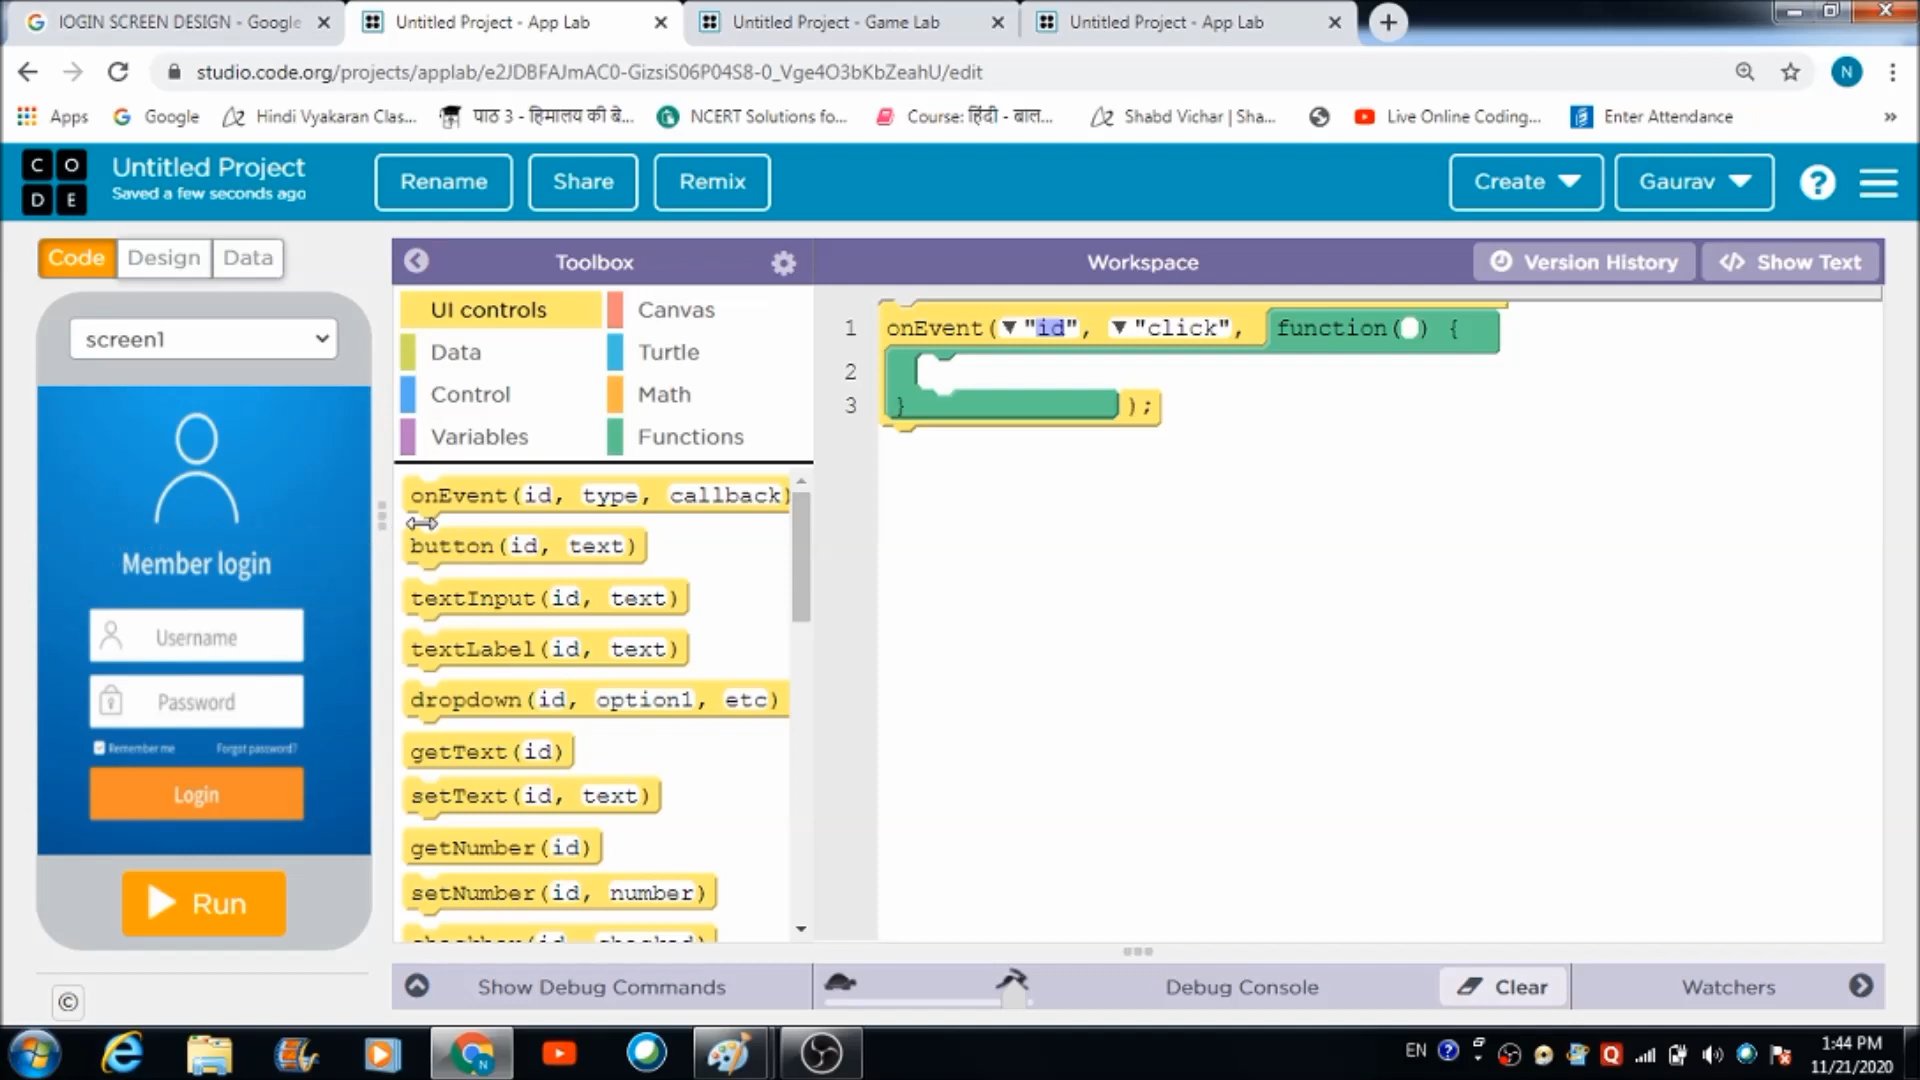 IOGIN SCREEN DESIGN - Google
Untitled Project - App Lab
Untitled Project - Game Lab
Untitled Project - App Lab
studio.code.org/projects/applab/e2JDBFAJmAC0-GizsiS06P04S8-0_Vge4O3bKbZeahU/edit
N
Apps
Google
Hindi Vyakaran Clas...
पाठ 3 - हिमालय की बे...
NCERT Solutions fo...
Course: हिंदी - बाल...
Shabd Vichar | Sha...
Live Online Coding...
Enter Attendance
»
C O
D E
Untitled Project
Saved a few seconds ago
Rename
Share
Remix
Create
Gaurav
?
Code
Design
Data
Toolbox
Workspace
Version History
</> Show Text
screen1
Member login
Username
Password
Remember me
Forgot password?
Login
Run
©
UI controls
Canvas
Data
Turtle
Control
Math
Variables
Functions
onEvent(id, type, callback)
button(id, text)
textInput(id, text)
textLabel(id, text)
dropdown(id, option1, etc)
getText(id)
setText(id, text)
getNumber(id)
setNumber(id, number)
1 onEvent(▼"id", ▼"click", function() {
2
3 } );
Show Debug Commands
Debug Console
Clear
Watchers
EN
1:44 PM
11/21/2020